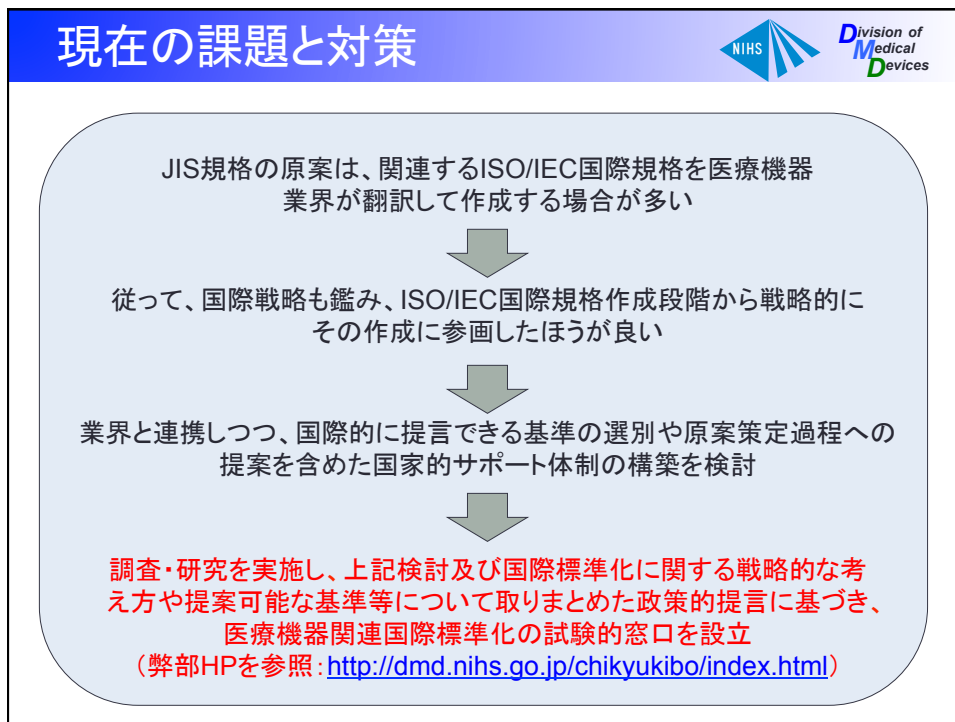 現在の課題と対策
NIHS
Division of
Medical
Devices
JIS規格の原案は、関連するISO/IEC国際規格を医療機器
業界が翻訳して作成する場合が多い
従って、国際戦略も鑑み、ISO/IEC国際規格作成段階から戦略的に
その作成に参画したほうが良い
業界と連携しつつ、国際的に提言できる基準の選別や原案策定過程への
提案を含めた国家的サポート体制の構築を検討
調査・研究を実施し、上記検討及び国際標準化に関する戦略的な考
え方や提案可能な基準等について取りまとめた政策的提言に基づき、
医療機器関連国際標準化の試験的窓口を設立
（弊部HPを参照：http://dmd.nihs.go.jp/chikyukibo/index.html）